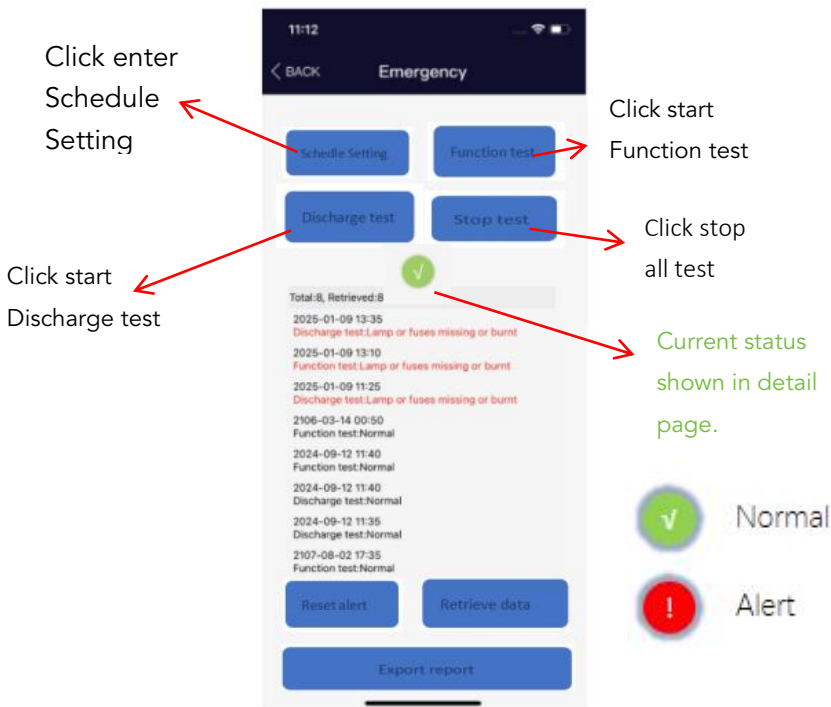 Click enter
Schedule
Setting
11:12
BACK
Emergency
Click start
Function test
Schedle Setting
Function test
Discharge test
Stop test
Click stop
all test
Click start
Discharge test
√
Total:8, Retrieved:8
2025-01-09 13:35
Discharge test:Lamp or fuses missing or burnt
2025-01-09 13:10
Function test:Lamp or fuses missing or burnt
2025-01-09 11:25
Discharge test:Lamp or fuses missing or burnt
2106-03-14 00:50
Function test:Normal
2024-09-12 11:40
Function test:Normal
2024-09-12 11:40
Discharge test:Normal
2024-09-12 11:35
Discharge test:Normal
2107-08-02 17:35
Function test:Normal
Current status
shown in detail
page.
√ Normal
! Alert
Reset alert
Retrieve data
Export report